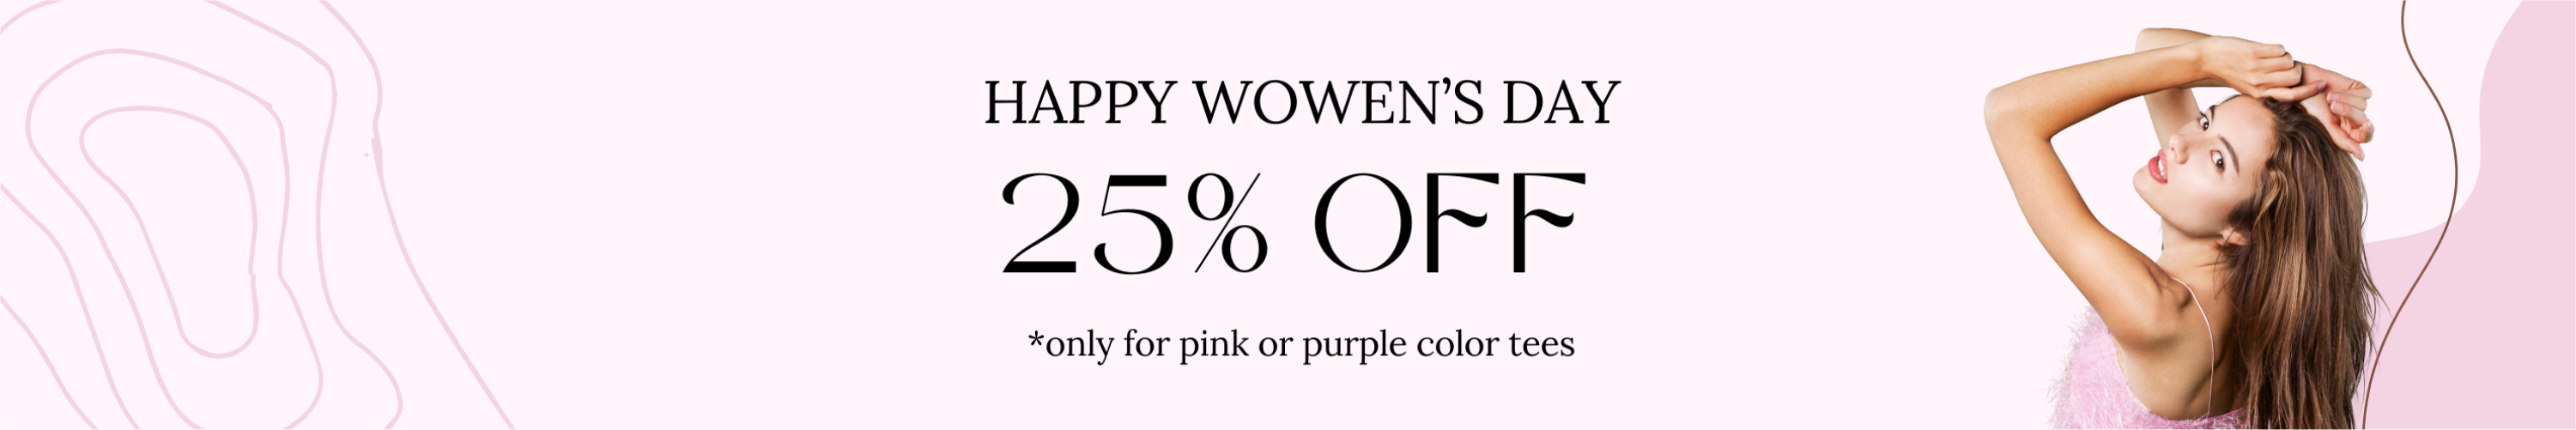 HAPPY WOWEN’S DAY
25% OFF
*only for pink or purple color tees